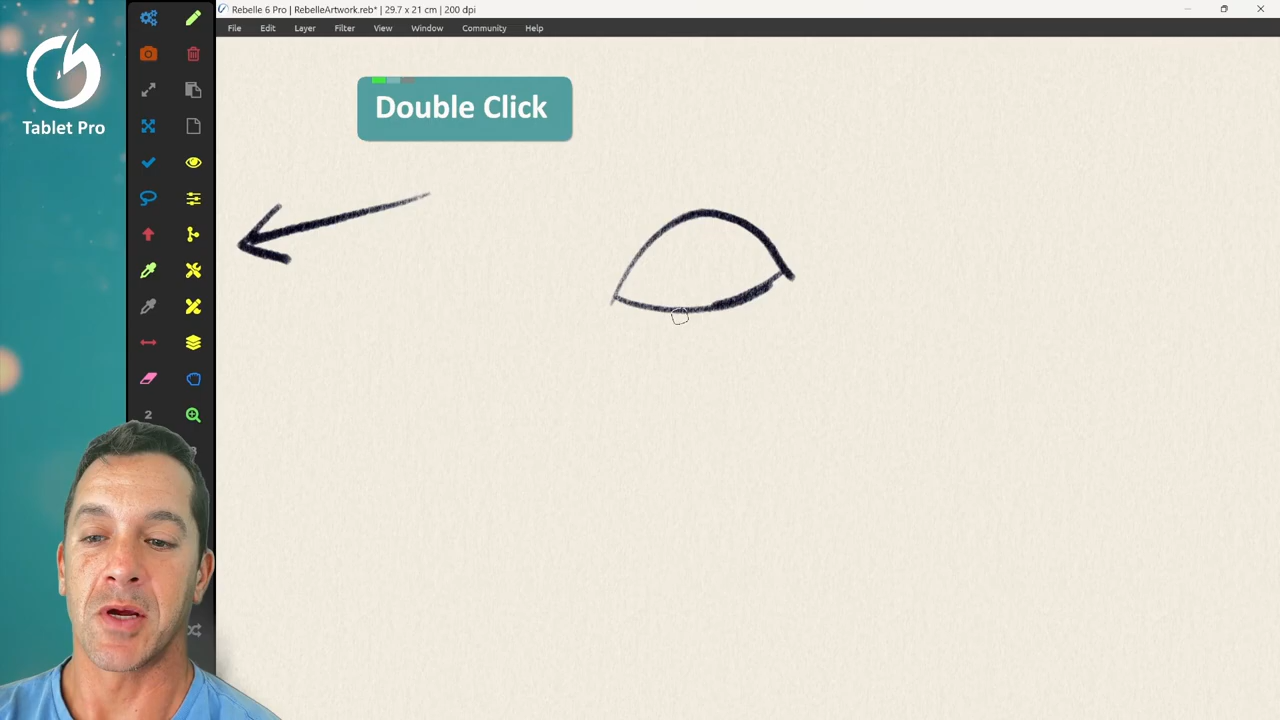 Rebelle 6 Pro | RebelleArtwork.reb* | 29.7 x 21 cm | 200 dpi
File Edit Layer Filter View Window Community Help
Double Click
Tablet Pro
2